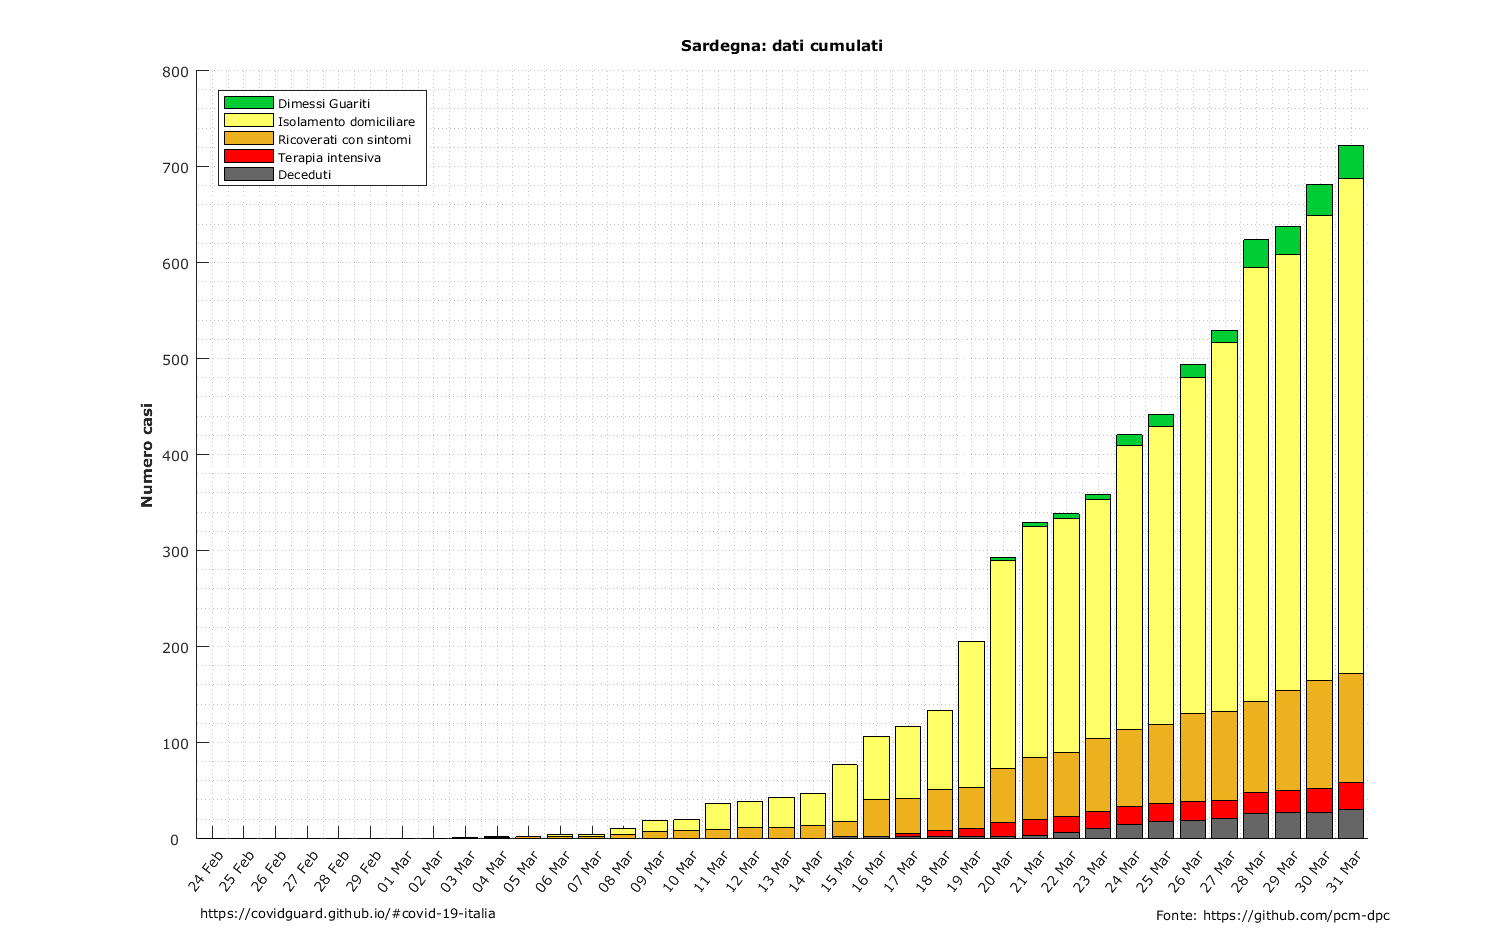 Sardegna: dati cumulati
800
700
600
500
400
300
200
100
0
Numero casi
Dimessi Guariti
Isolamento domiciliare
Ricoverati con sintomi
Terapia intensiva
Deceduti
24 Feb
25 Feb
26 Feb
27 Feb
28 Feb
29 Feb
01 Mar
02 Mar
03 Mar
04 Mar
05 Mar
06 Mar
07 Mar
08 Mar
09 Mar
10 Mar
11 Mar
12 Mar
13 Mar
14 Mar
15 Mar
16 Mar
17 Mar
18 Mar
19 Mar
20 Mar
21 Mar
22 Mar
23 Mar
24 Mar
25 Mar
26 Mar
27 Mar
28 Mar
29 Mar
30 Mar
31 Mar
https://covidguard.github.io/#covid-19-italia
Fonte: https://github.com/pcm-dpc